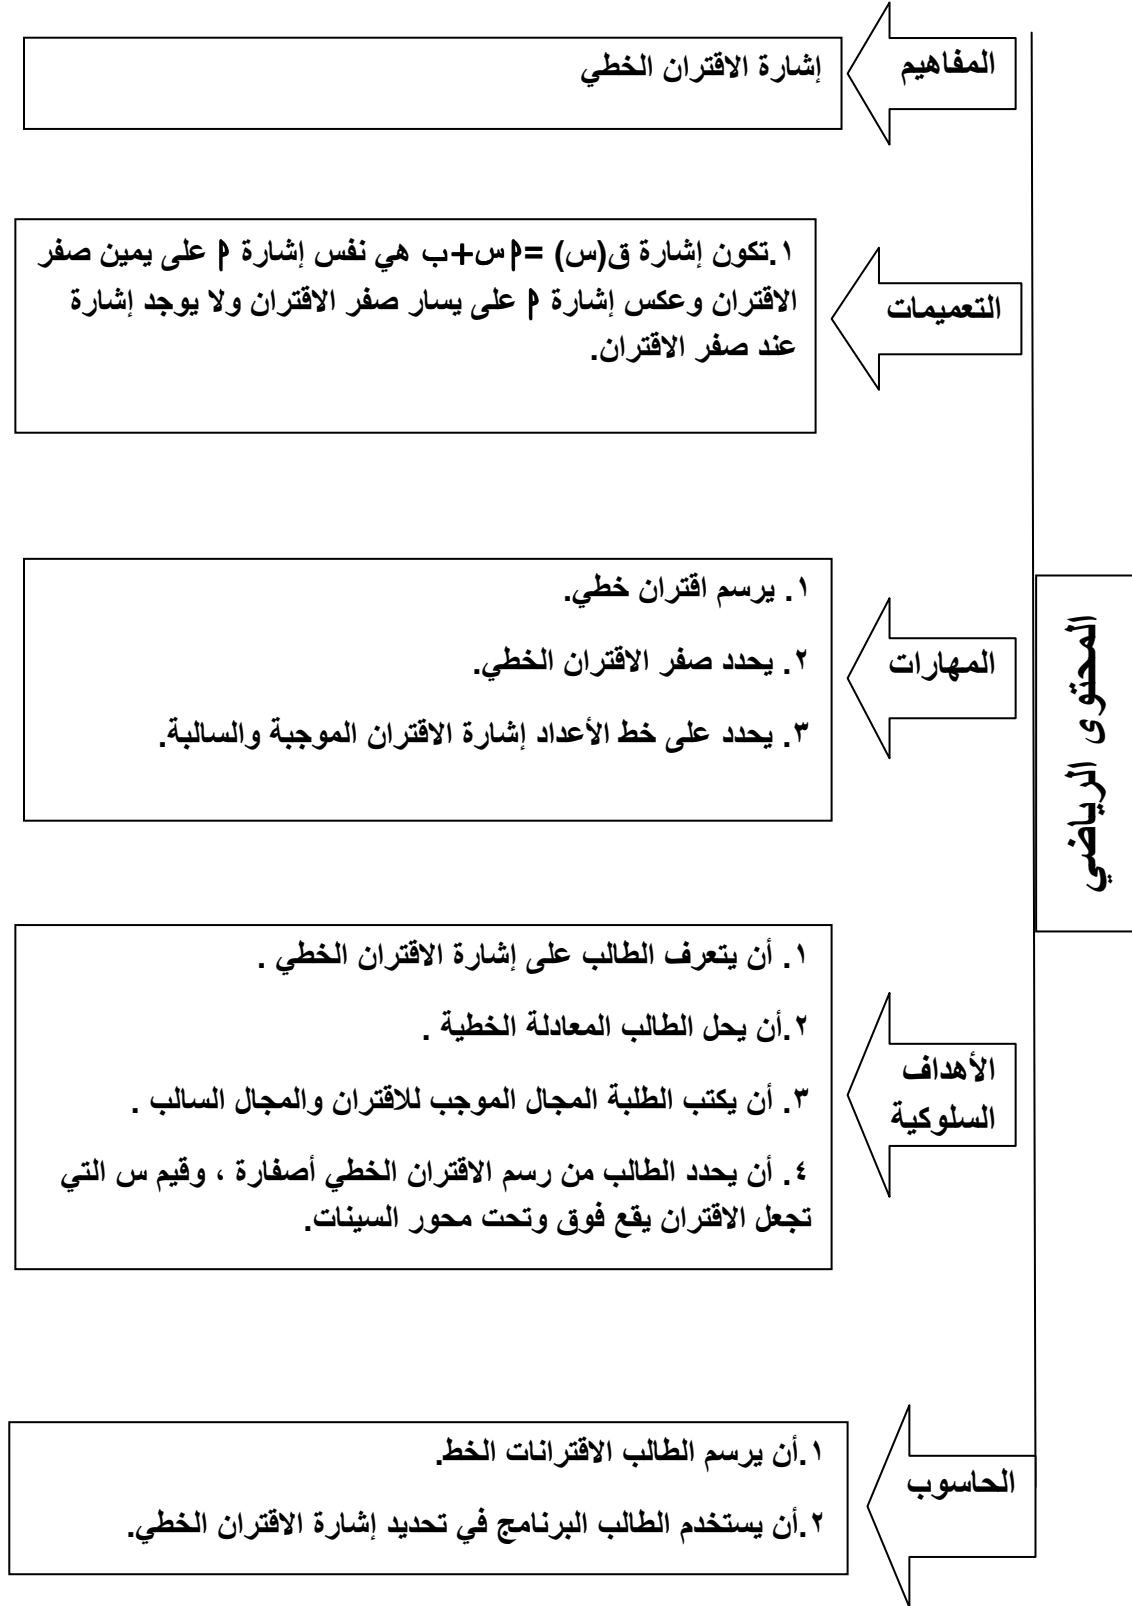 المفاهيم
إشارة الاقتران الخطي
التعميمات
١.تكون إشارة ق(س) =أ س+ب هي نفس إشارة أ على يمين صفر
الاقتران وعكس إشارة أ على يسار صفر الاقتران ولا يوجد إشارة
عند صفر الاقتران.
المحتوى الرياضي
المهارات
١. يرسم اقتران خطي.
٢. يحدد صفر الاقتران الخطي.
٣. يحدد على خط الأعداد إشارة الاقتران الموجبة والسالبة.
الأهداف
السلوكية
١. أن يتعرف الطالب على إشارة الاقتران الخطي .
٢.أن يحل الطالب المعادلة الخطية .
٣. أن يكتب الطلبة المجال الموجب للاقتران والمجال السالب .
٤. أن يحدد الطالب من رسم الاقتران الخطي أصفارة ، وقيم س التي
تجعل الاقتران يقع فوق وتحت محور السينات.
الحاسوب
١.أن يرسم الطالب الاقترانات الخط.
٢.أن يستخدم الطالب البرنامج في تحديد إشارة الاقتران الخطي.